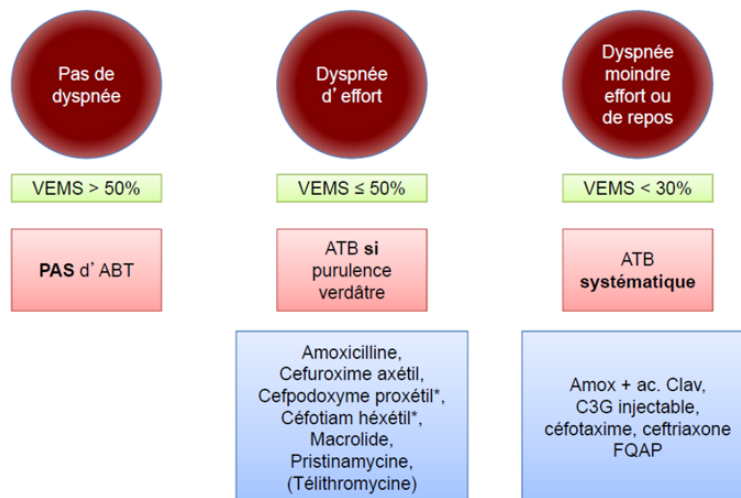 Pas de
dyspnée
VEMS > 50%
PAS d' ABT
Dyspnée
d' effort
VEMS ≤ 50%
ATB si
purulence
verdâtre
Amoxicilline,
Cefuroxime axétil,
Cefpodoxyme proxétil*,
Céfotiam héxétil*,
Macrolide,
Pristinamycine,
(Télithromycine)
Dyspnée
moindre
effort ou
de repos
VEMS < 30%
ATB
systématique
Amox + ac. Clav,
C3G injectable,
céfotaxime, ceftriaxone
FQAP